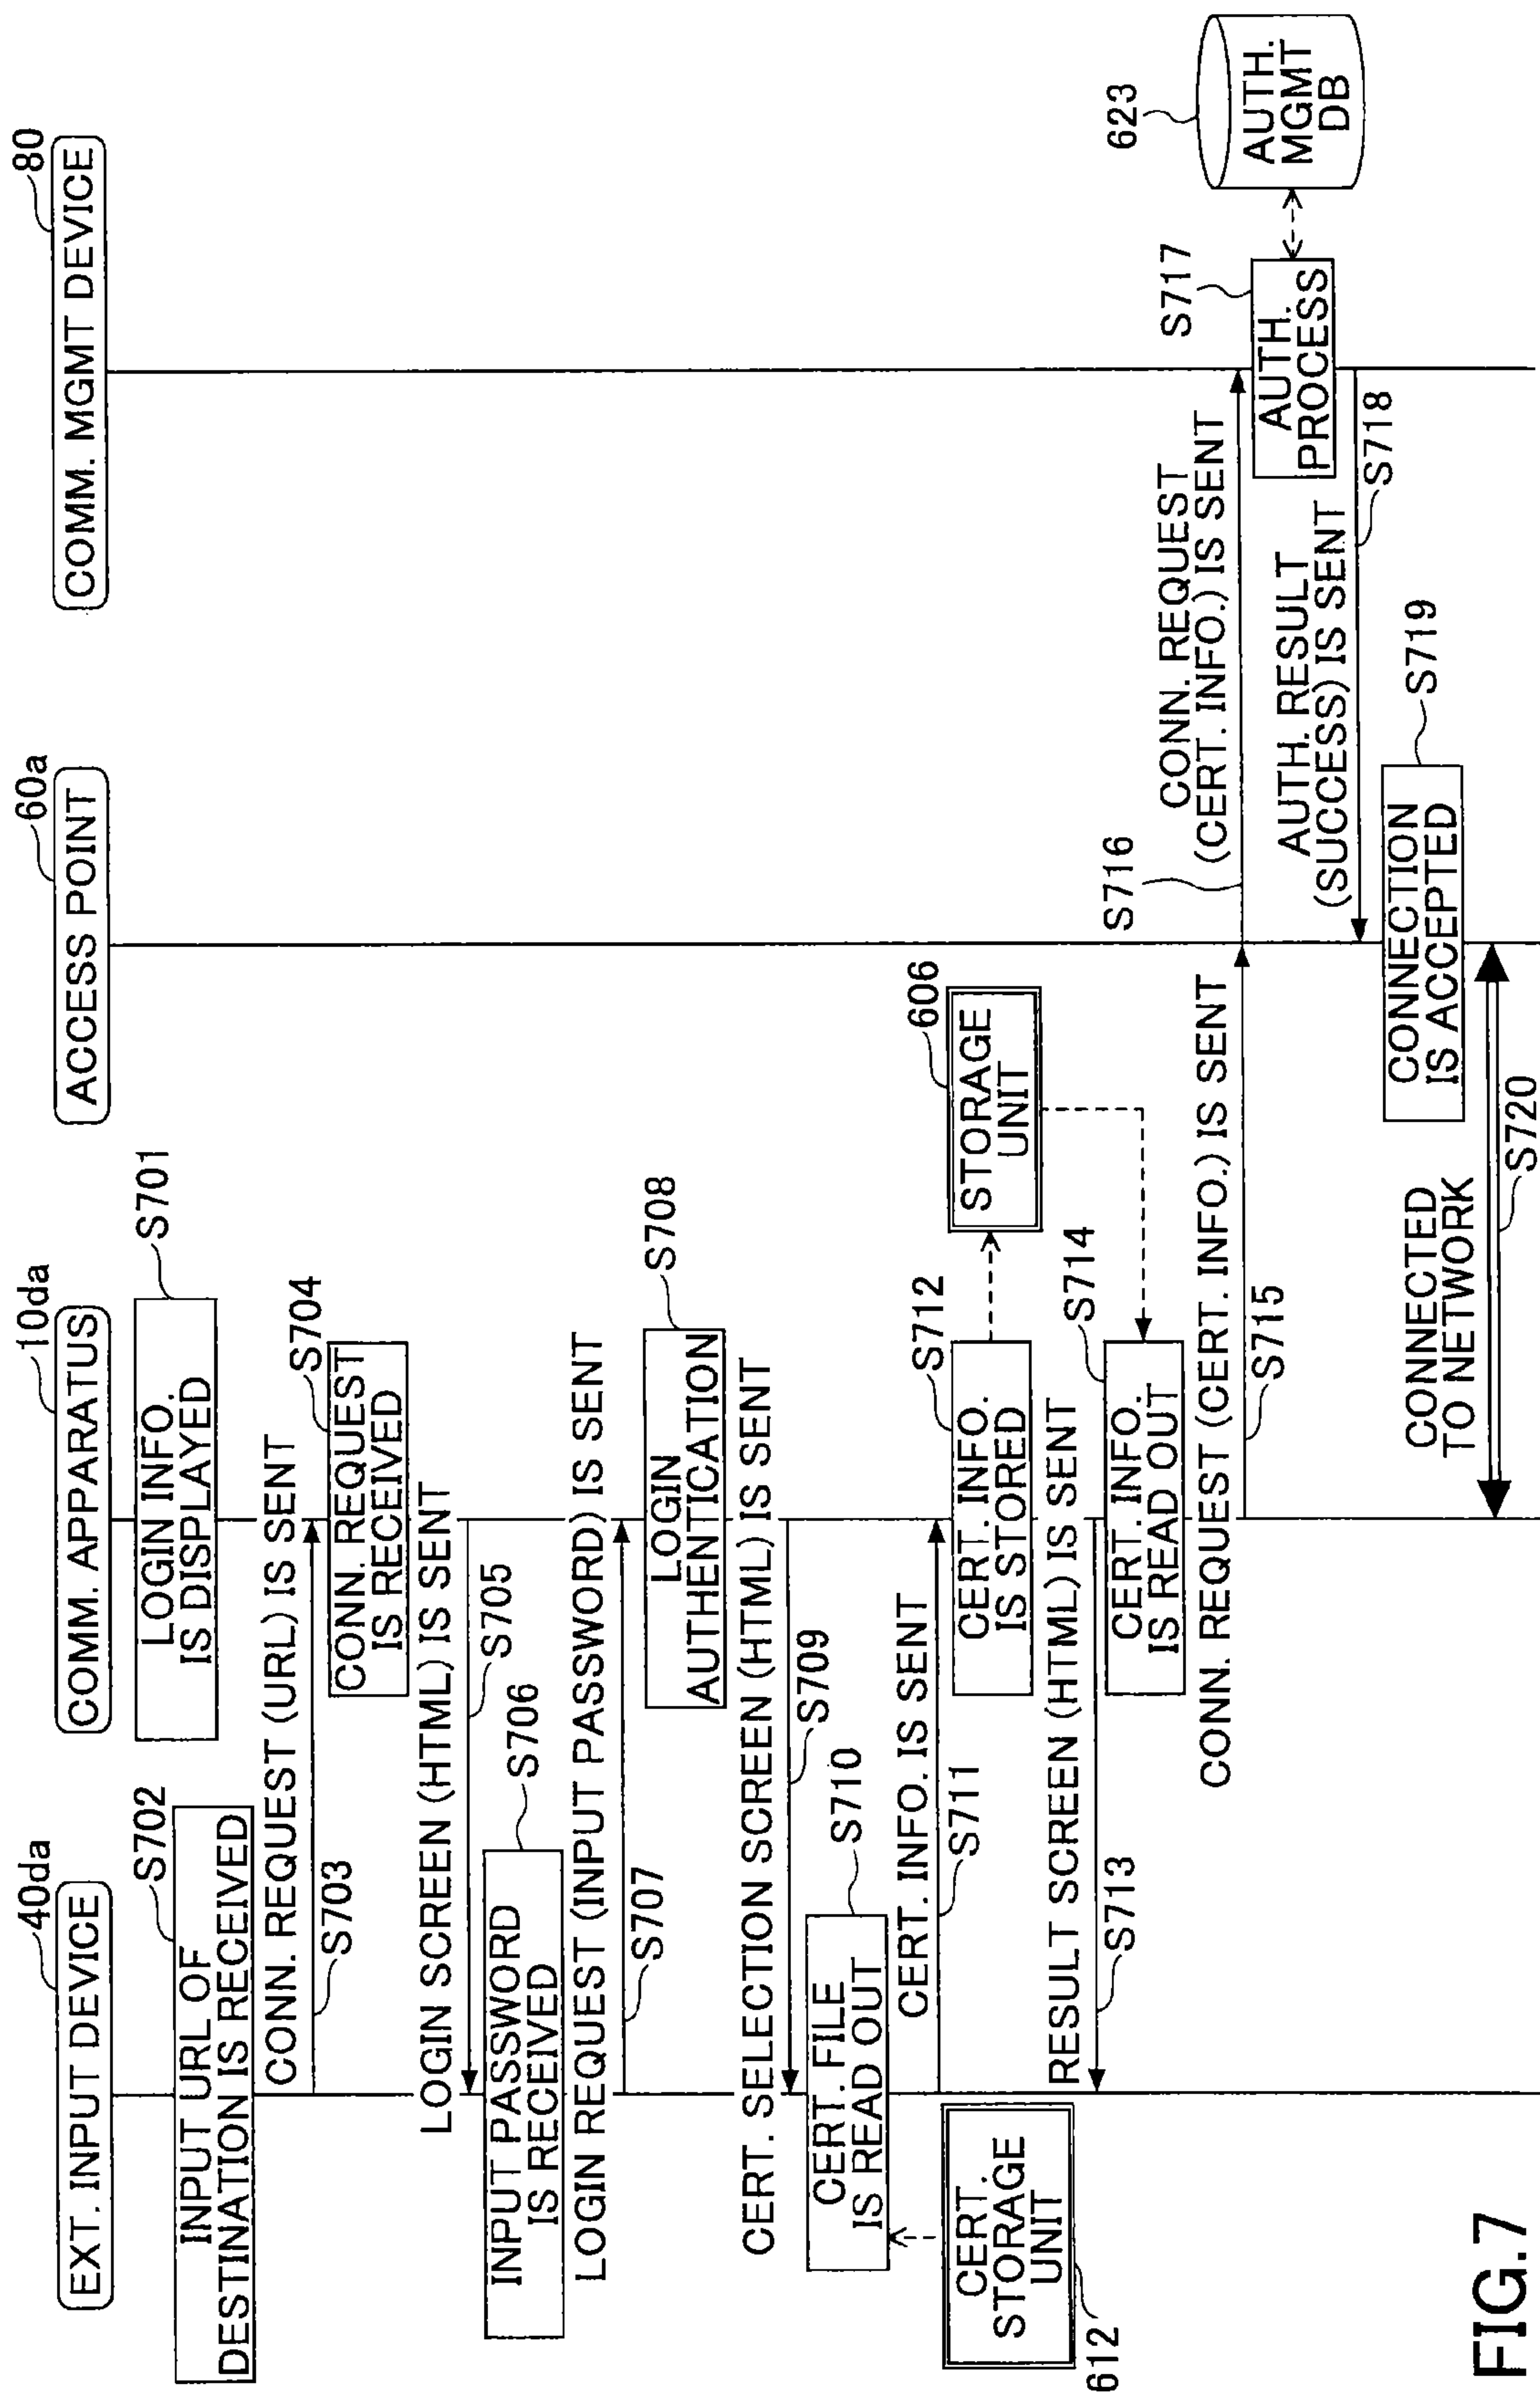 40da
EXT. INPUT DEVICE
10da
COMM. APPARATUS
60a
ACCESS POINT
80
COMM. MGMT DEVICE
LOGIN INFO.
IS DISPLAYED
S701
INPUT URL OF
DESTINATION IS RECEIVED
S702
CONN. REQUEST (URL) IS SENT
S703
CONN. REQUEST
IS RECEIVED
S704
LOGIN SCREEN (HTML) IS SENT
S705
INPUT PASSWORD
IS RECEIVED
S706
LOGIN REQUEST (INPUT PASSWORD) IS SENT
S707
LOGIN
AUTHENTICATION
S708
CERT. SELECTION SCREEN (HTML) IS SENT
S709
CERT. FILE
IS READ OUT
S710
CERT.
STORAGE
UNIT
612
CERT. INFO. IS SENT
S711
CERT. INFO.
IS STORED
S712
STORAGE
UNIT
606
RESULT SCREEN (HTML) IS SENT
S713
CERT. INFO.
IS READ OUT
S714
CONN. REQUEST (CERT. INFO.) IS SENT
S715
CONN. REQUEST
(CERT. INFO.) IS SENT
S716
AUTH.
PROCESS
S717
AUTH.
MGMT
DB
623
AUTH. RESULT
(SUCCESS) IS SENT
S718
CONNECTION
IS ACCEPTED
S719
CONNECTED
TO NETWORK
S720
FIG.7